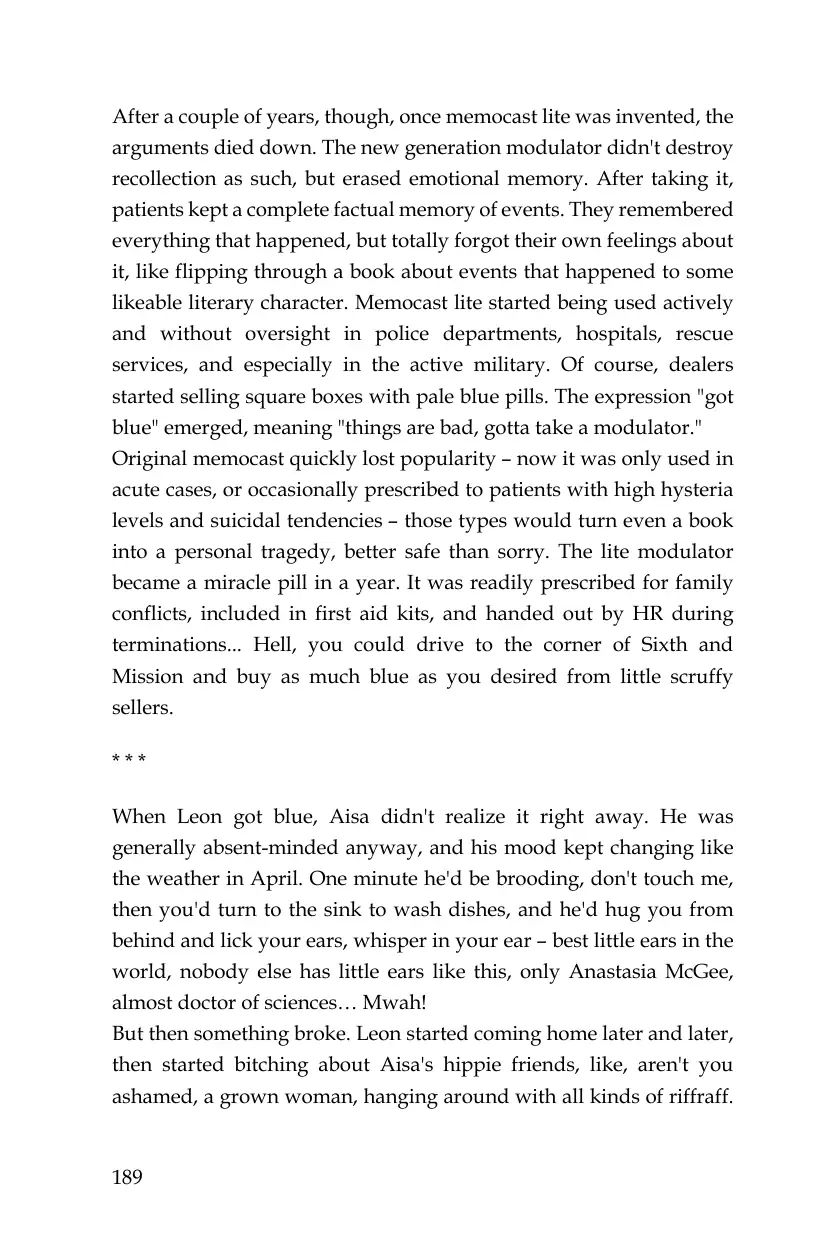 After a couple of years, though, once memocast lite was invented, the
arguments died down. The new generation modulator didn't destroy
recollection as such, but erased emotional memory. After taking it,
patients kept a complete factual memory of events. They remembered
everything that happened, but totally forgot their own feelings about
it, like flipping through a book about events that happened to some
likeable literary character. Memocast lite started being used actively
and without oversight in police departments, hospitals, rescue
services, and especially in the active military. Of course, dealers
started selling square boxes with pale blue pills. The expression "got
blue" emerged, meaning "things are bad, gotta take a modulator."
Original memocast quickly lost popularity – now it was only used in
acute cases, or occasionally prescribed to patients with high hysteria
levels and suicidal tendencies – those types would turn even a book
into a personal tragedy, better safe than sorry. The lite modulator
became a miracle pill in a year. It was readily prescribed for family
conflicts, included in first aid kits, and handed out by HR during
terminations... Hell, you could drive to the corner of Sixth and
Mission and buy as much blue as you desired from little scruffy
sellers.
* * *
When Leon got blue, Aisa didn't realize it right away. He was
generally absent-minded anyway, and his mood kept changing like
the weather in April. One minute he'd be brooding, don't touch me,
then you'd turn to the sink to wash dishes, and he'd hug you from
behind and lick your ears, whisper in your ear – best little ears in the
world, nobody else has little ears like this, only Anastasia McGee,
almost doctor of sciences… Mwah!
But then something broke. Leon started coming home later and later,
then started bitching about Aisa's hippie friends, like, aren't you
ashamed, a grown woman, hanging around with all kinds of riffraff.
189